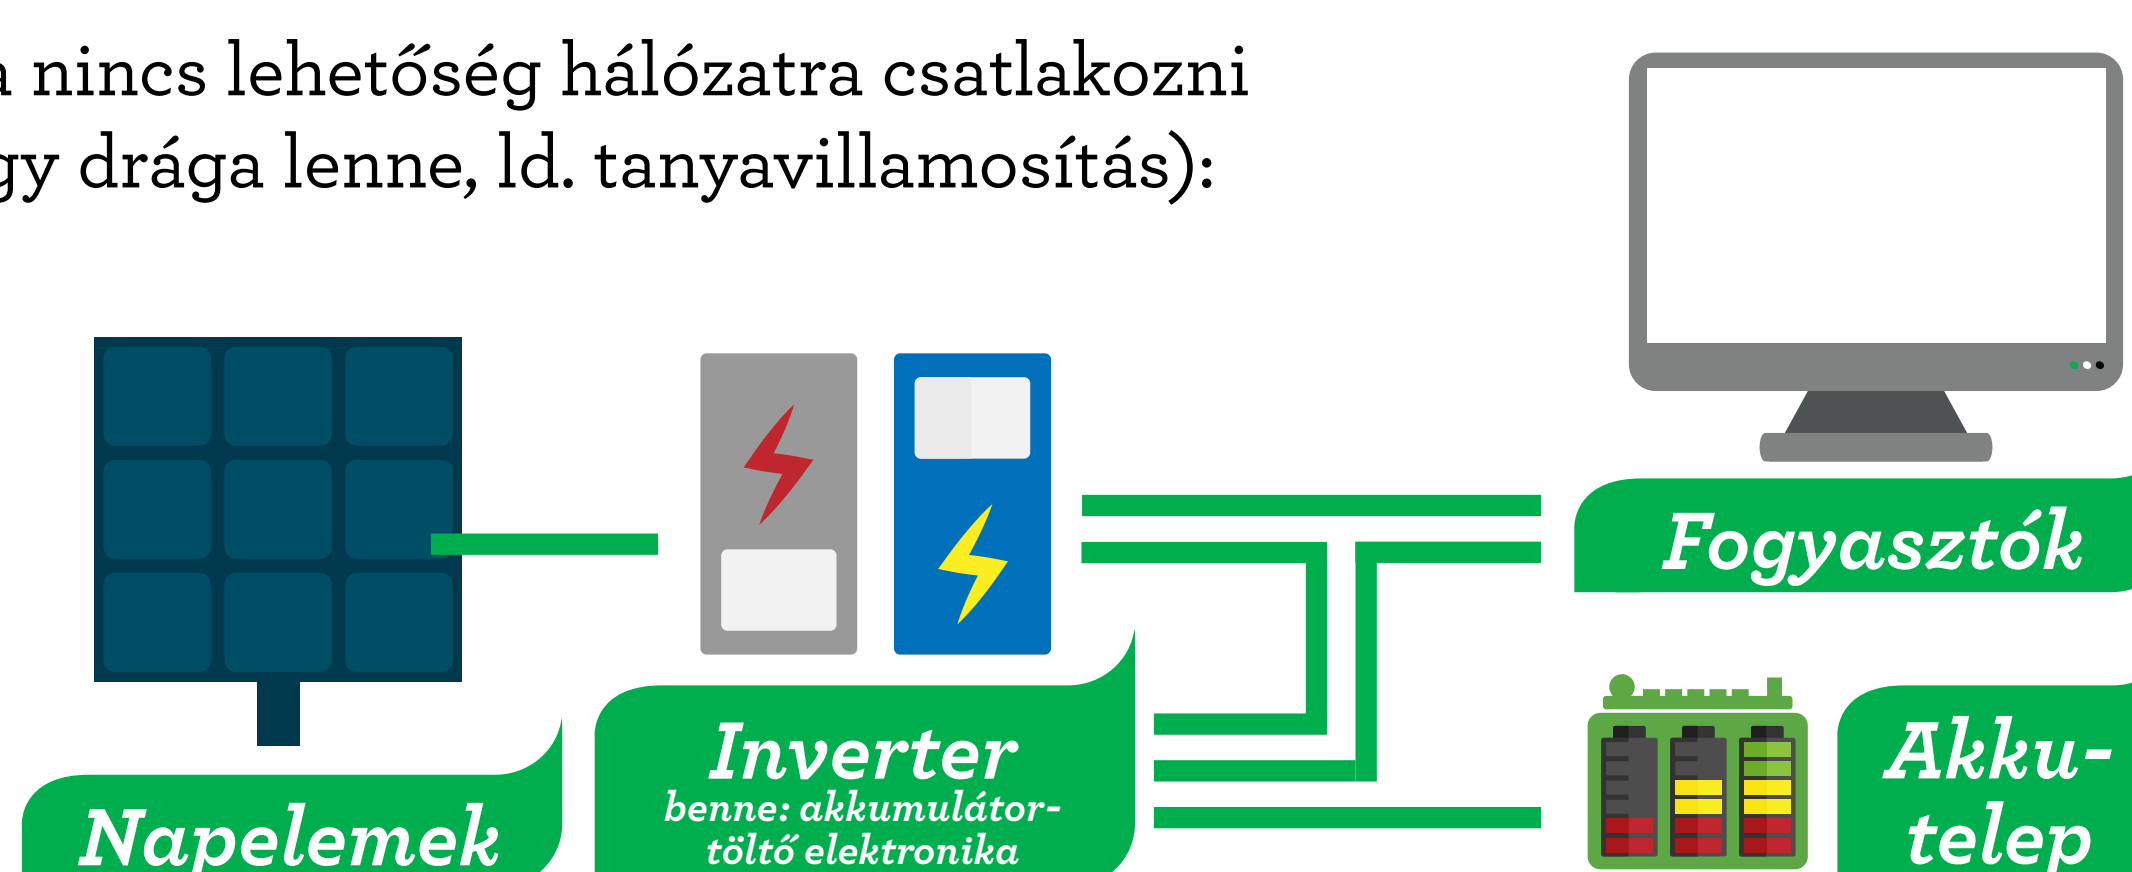 a nincs lehetőség hálózatra csatlakozni
gy drága lenne, ld. tanyavillamosítás):
Fogyasztók
Inverter
benne: akkumulátor-
töltő elektronika
Napelemek
Akku-
telep